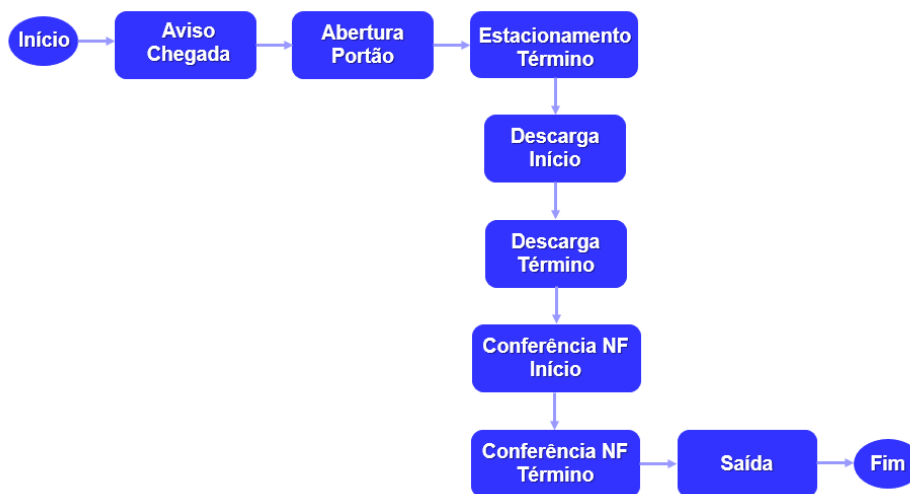 Início
Aviso
Chegada
Abertura
Portão
Estacionamento
Término
Descarga
Início
Descarga
Término
Conferência NF
Início
Conferência NF
Término
Saída
Fim